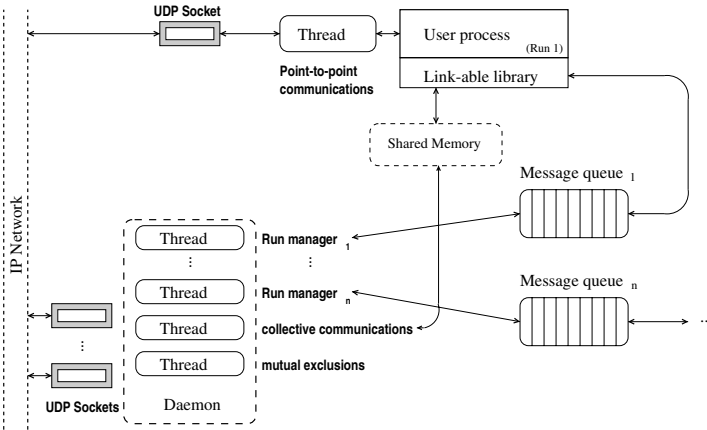 UDP Socket
Thread
User process
(Run 1)
Point-to-point
communications
Link-able library
Shared Memory
Message queue 1
IP Network
Thread
Run manager 1
...
...
Message queue n
Thread
Run manager n
Thread
collective communications
...
...
Thread
mutual exclusions
UDP Sockets
Daemon